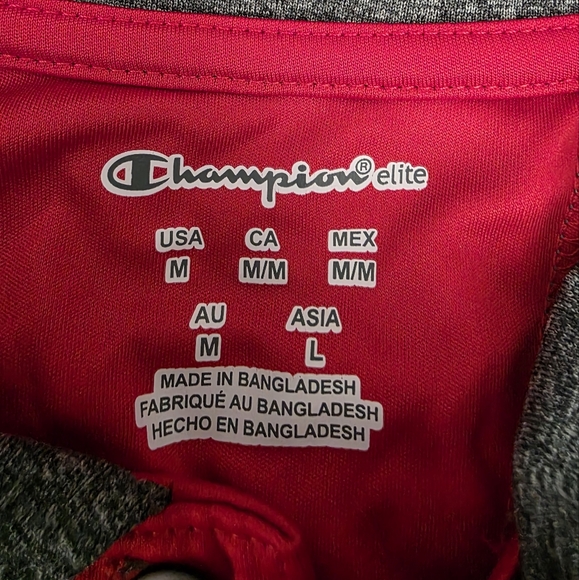 Champion® elite
USA CA MEX
M M/M M/M
AU ASIA
M L
MADE IN BANGLADESH
FABRIQUÉ AU BANGLADESH
HECHO EN BANGLADESH